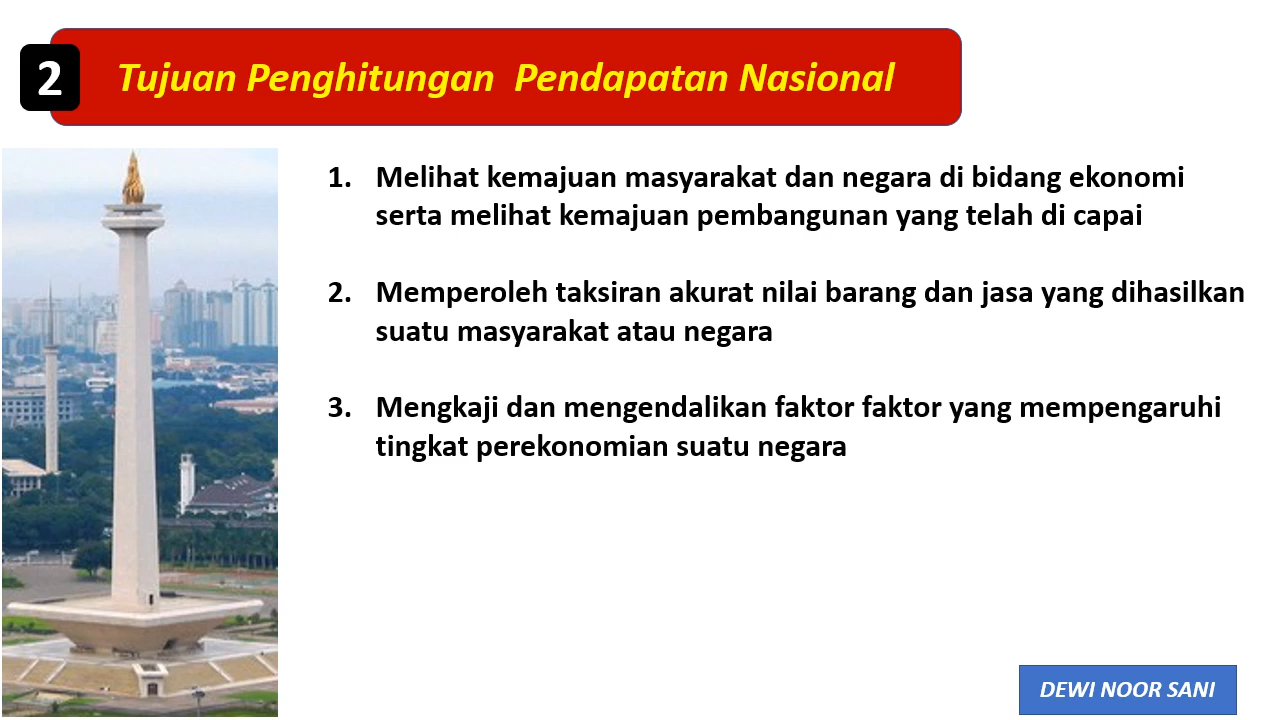 2
Tujuan Penghitungan Pendapatan Nasional
1. Melihat kemajuan masyarakat dan negara di bidang ekonomi
serta melihat kemajuan pembangunan yang telah di capai
2. Memperoleh taksiran akurat nilai barang dan jasa yang dihasilkan
suatu masyarakat atau negara
3. Mengkaji dan mengendalikan faktor faktor yang mempengaruhi
tingkat perekonomian suatu negara
DEWI NOOR SANI